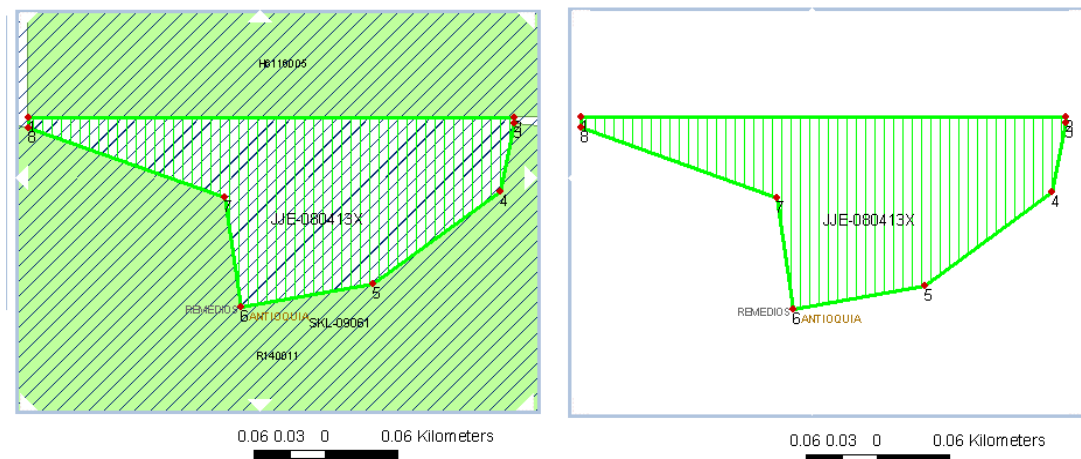 H6116005
1
8
2
3
4
7
JJE-080413X
5
REMEDIOS
6
ANTIOQUIA
SKL-09061
R140011
0.06 0.03 0 0.06 Kilometers
1
8
2
3
4
7
JJE-080413X
5
REMEDIOS
6
ANTIOQUIA
0.06 0.03 0 0.06 Kilometers